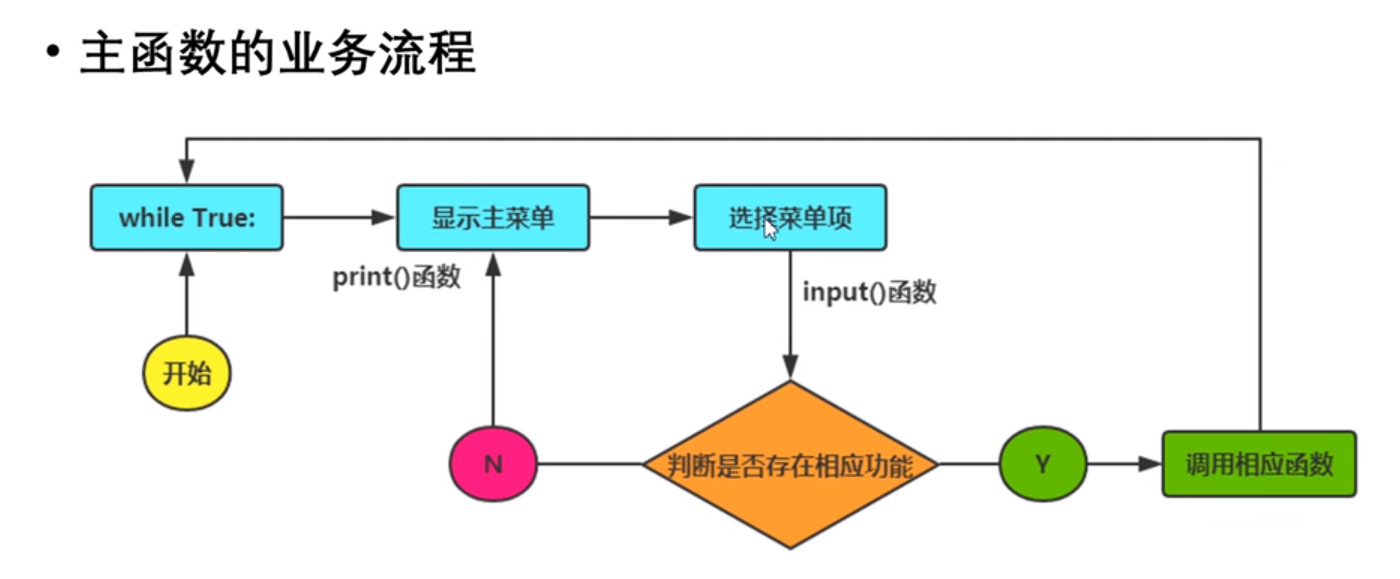 • 主函数的业务流程
while True:
显示主菜单
选择菜单项
print()函数
input()函数
开始
N
判断是否存在相应功能
Y
调用相应函数